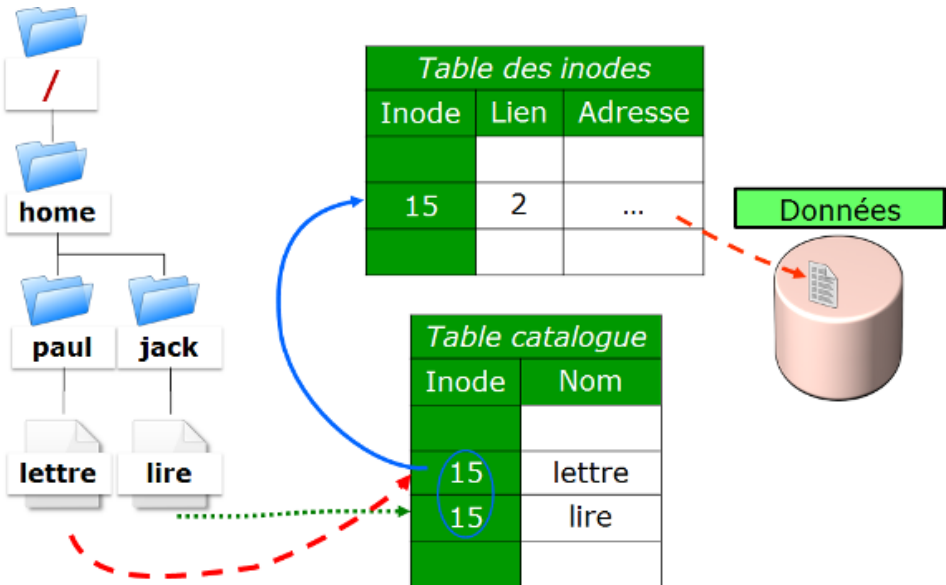 /
home
paul jack
lettre lire
Table des inodes
Inode Lien Adresse
15 2 ...
Données
Table catalogue
Inode Nom
15 lettre
15 lire